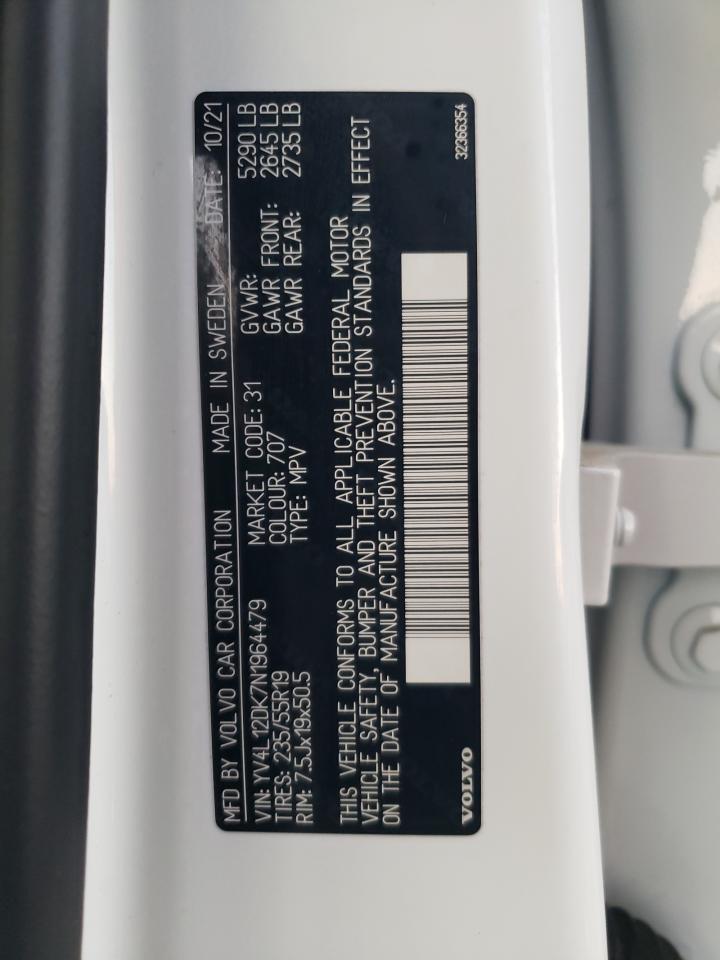 MFD BY VOLVO CAR CORPORATION MADE IN SWEDEN DATE: 10/21
VIN: YV4L12DK7N1964479 MARKET CODE: 31 GVWR: 5290 LB
TIRES: 235/55R19 COLOUR: 707 GAWR FRONT: 2645 LB
RIM: 7.5Jx19x50.5 TYPE: MPV GAWR REAR: 2735 LB
THIS VEHICLE CONFORMS TO ALL APPLICABLE FEDERAL MOTOR
VEHICLE SAFETY, BUMPER AND THEFT PREVENTION STANDARDS IN EFFECT
ON THE DATE OF MANUFACTURE SHOWN ABOVE.
VOLVO 32366354